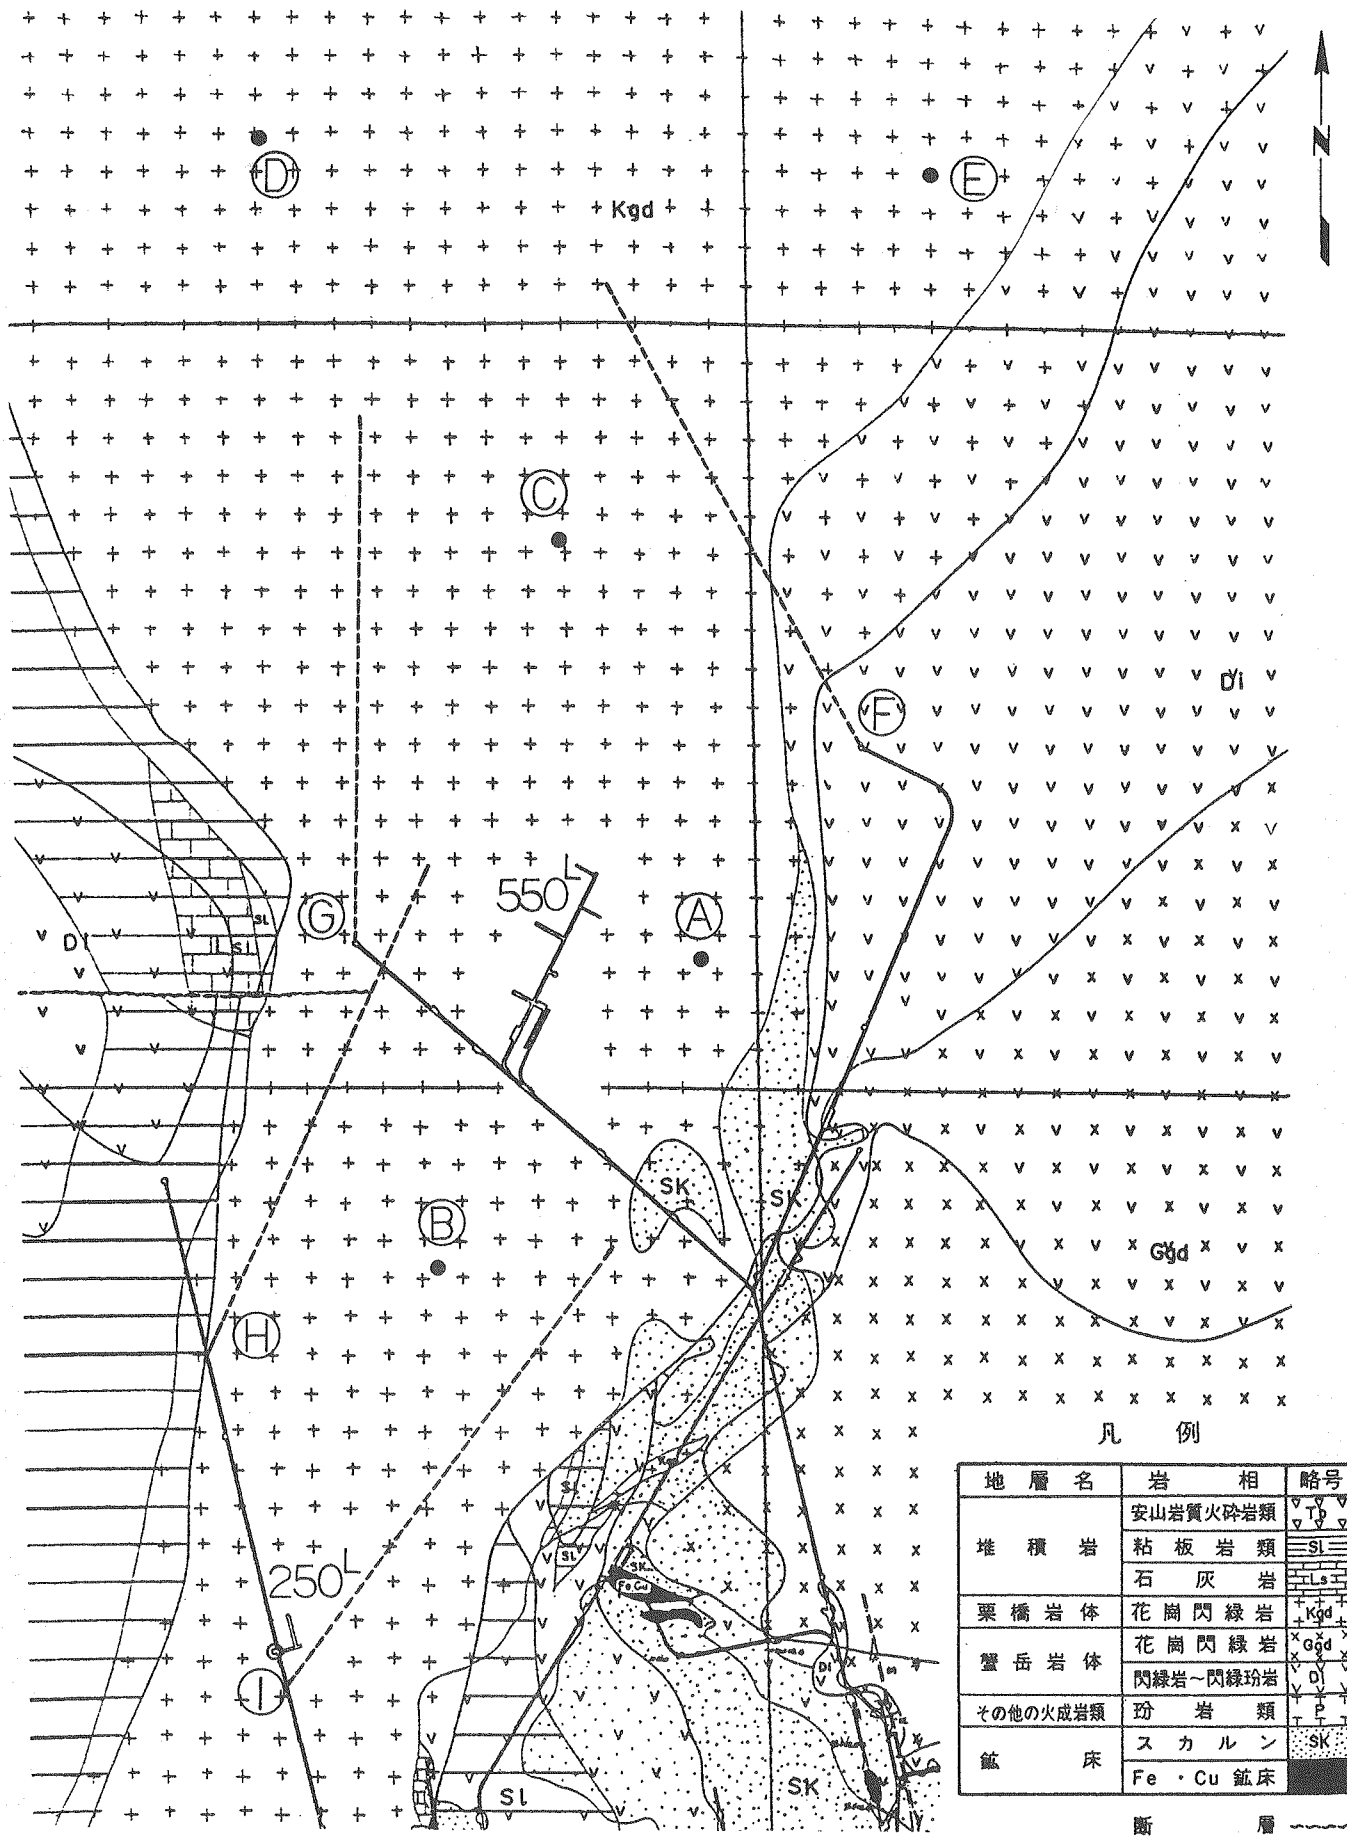 N
D
E
Kgd
C
Di
F
550L
G
A
SL
SL
Di
SK
SK
B
Ggd
H
凡 例
地層名 岩相 略号
堆積岩 安山岩質火砕岩類 Tb
粘板岩類 Sl
石灰岩 Ls
栗橋岩体 花崗閃緑岩 Kgd
蟹岳岩体 花崗閃緑岩 Ggd
閃緑岩~閃緑玢岩 Di
その他の火成岩類 玢岩類 P
鉱床 スカルン SK
Fe・Cu 鉱床
断層
SL
SL
SK
Fe.Cu
250L
I
DI
Sl
SK